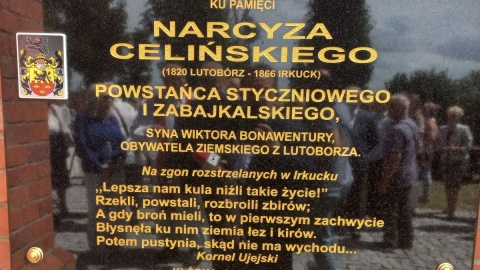 KU PAMIĘCI
NARCYZA
CELIŃSKIEGO
(1820 LUTOBÓRZ - 1866 IRKUCK)
POWSTAŃCA STYCZNIOWEGO
I ZABAJKALSKIEGO,
SYNA WIKTORA BONAWENTURY,
OBYWATELA ZIEMSKIEGO Z LUTOBORZA.
Na zgon rozstrzelanych w Irkucku
,,Lepsza nam kula niżli takie życie!"
Rzekli, powstali, rozbroili zbirów;
A gdy broń mieli, to w pierwszym zachwycie
Błysnęła ku nim ziemia łez i kirów.
Potem pustynia, skąd nie ma wychodu...
Kornel Ujejski